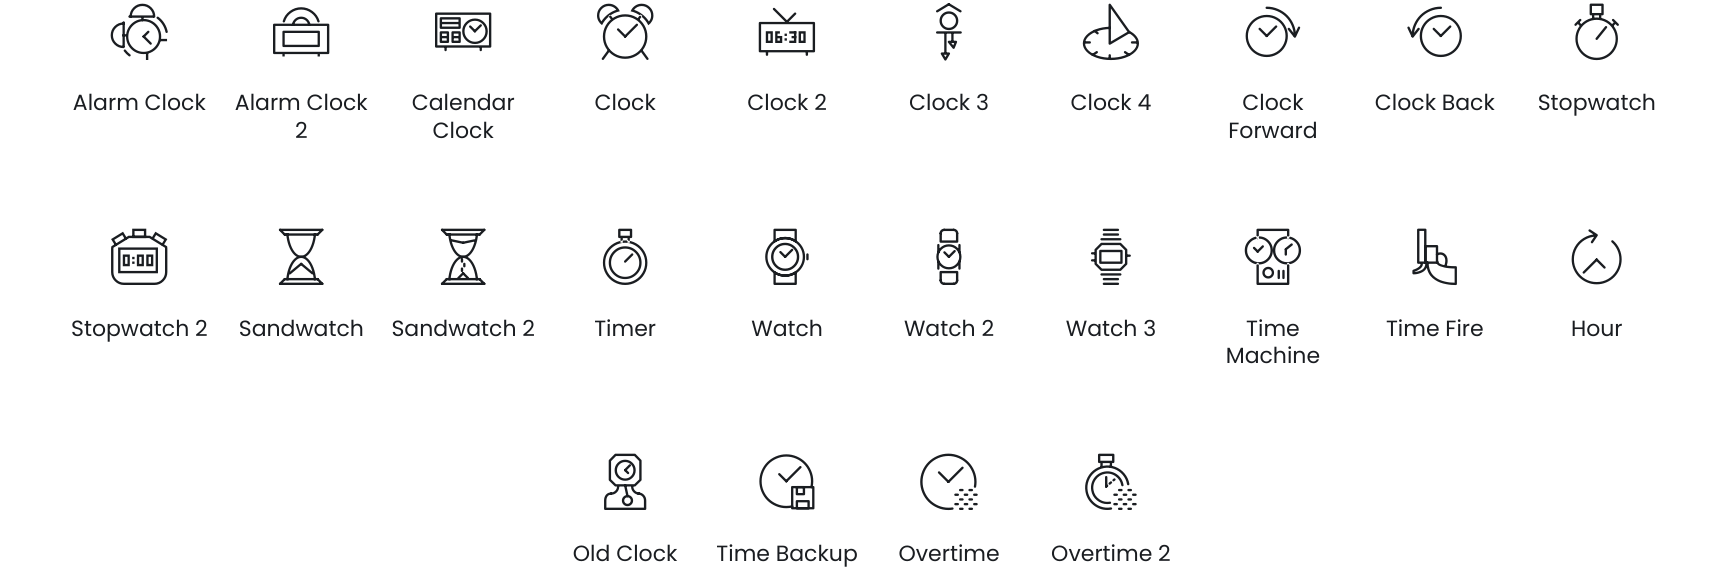 06:30
Alarm Clock
Alarm Clock
2
Calendar
Clock
Clock
Clock 2
Clock 3
Clock 4
Clock
Forward
Clock Back
Stopwatch
0:00
Stopwatch 2
Sandwatch
Sandwatch 2
Timer
Watch
Watch 2
Watch 3
Time
Machine
Time Fire
Hour
Old Clock
Time Backup
Overtime
Overtime 2